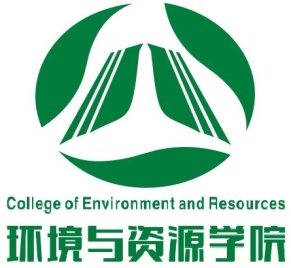 College of Environment and Resources
环境与资源学院